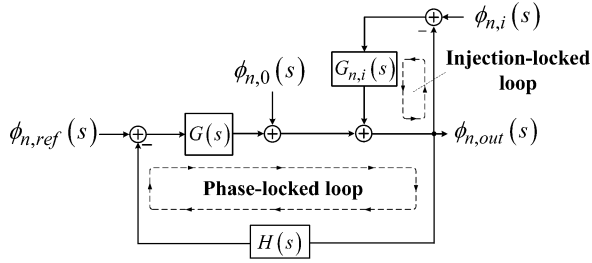 ϕn,i(s)
−
Gn,i(s)
Injection-locked
loop
ϕn,0(s)
ϕn,ref(s)
−
G(s)
ϕn,out(s)
Phase-locked loop
H(s)